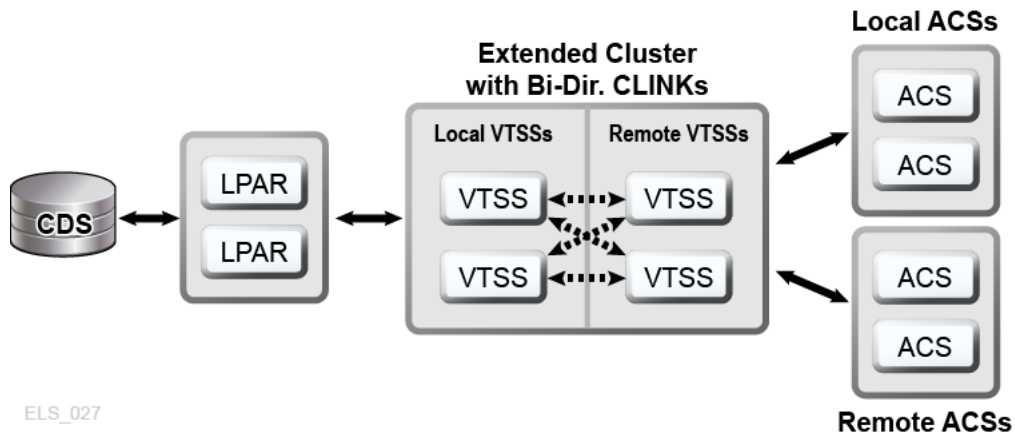 Local ACSs
Extended Cluster
with Bi-Dir. CLINKs
Local VTSSs
Remote VTSSs
CDS
LPAR
LPAR
VTSS
VTSS
VTSS
VTSS
ACS
ACS
ACS
ACS
Remote ACSs
ELS_027